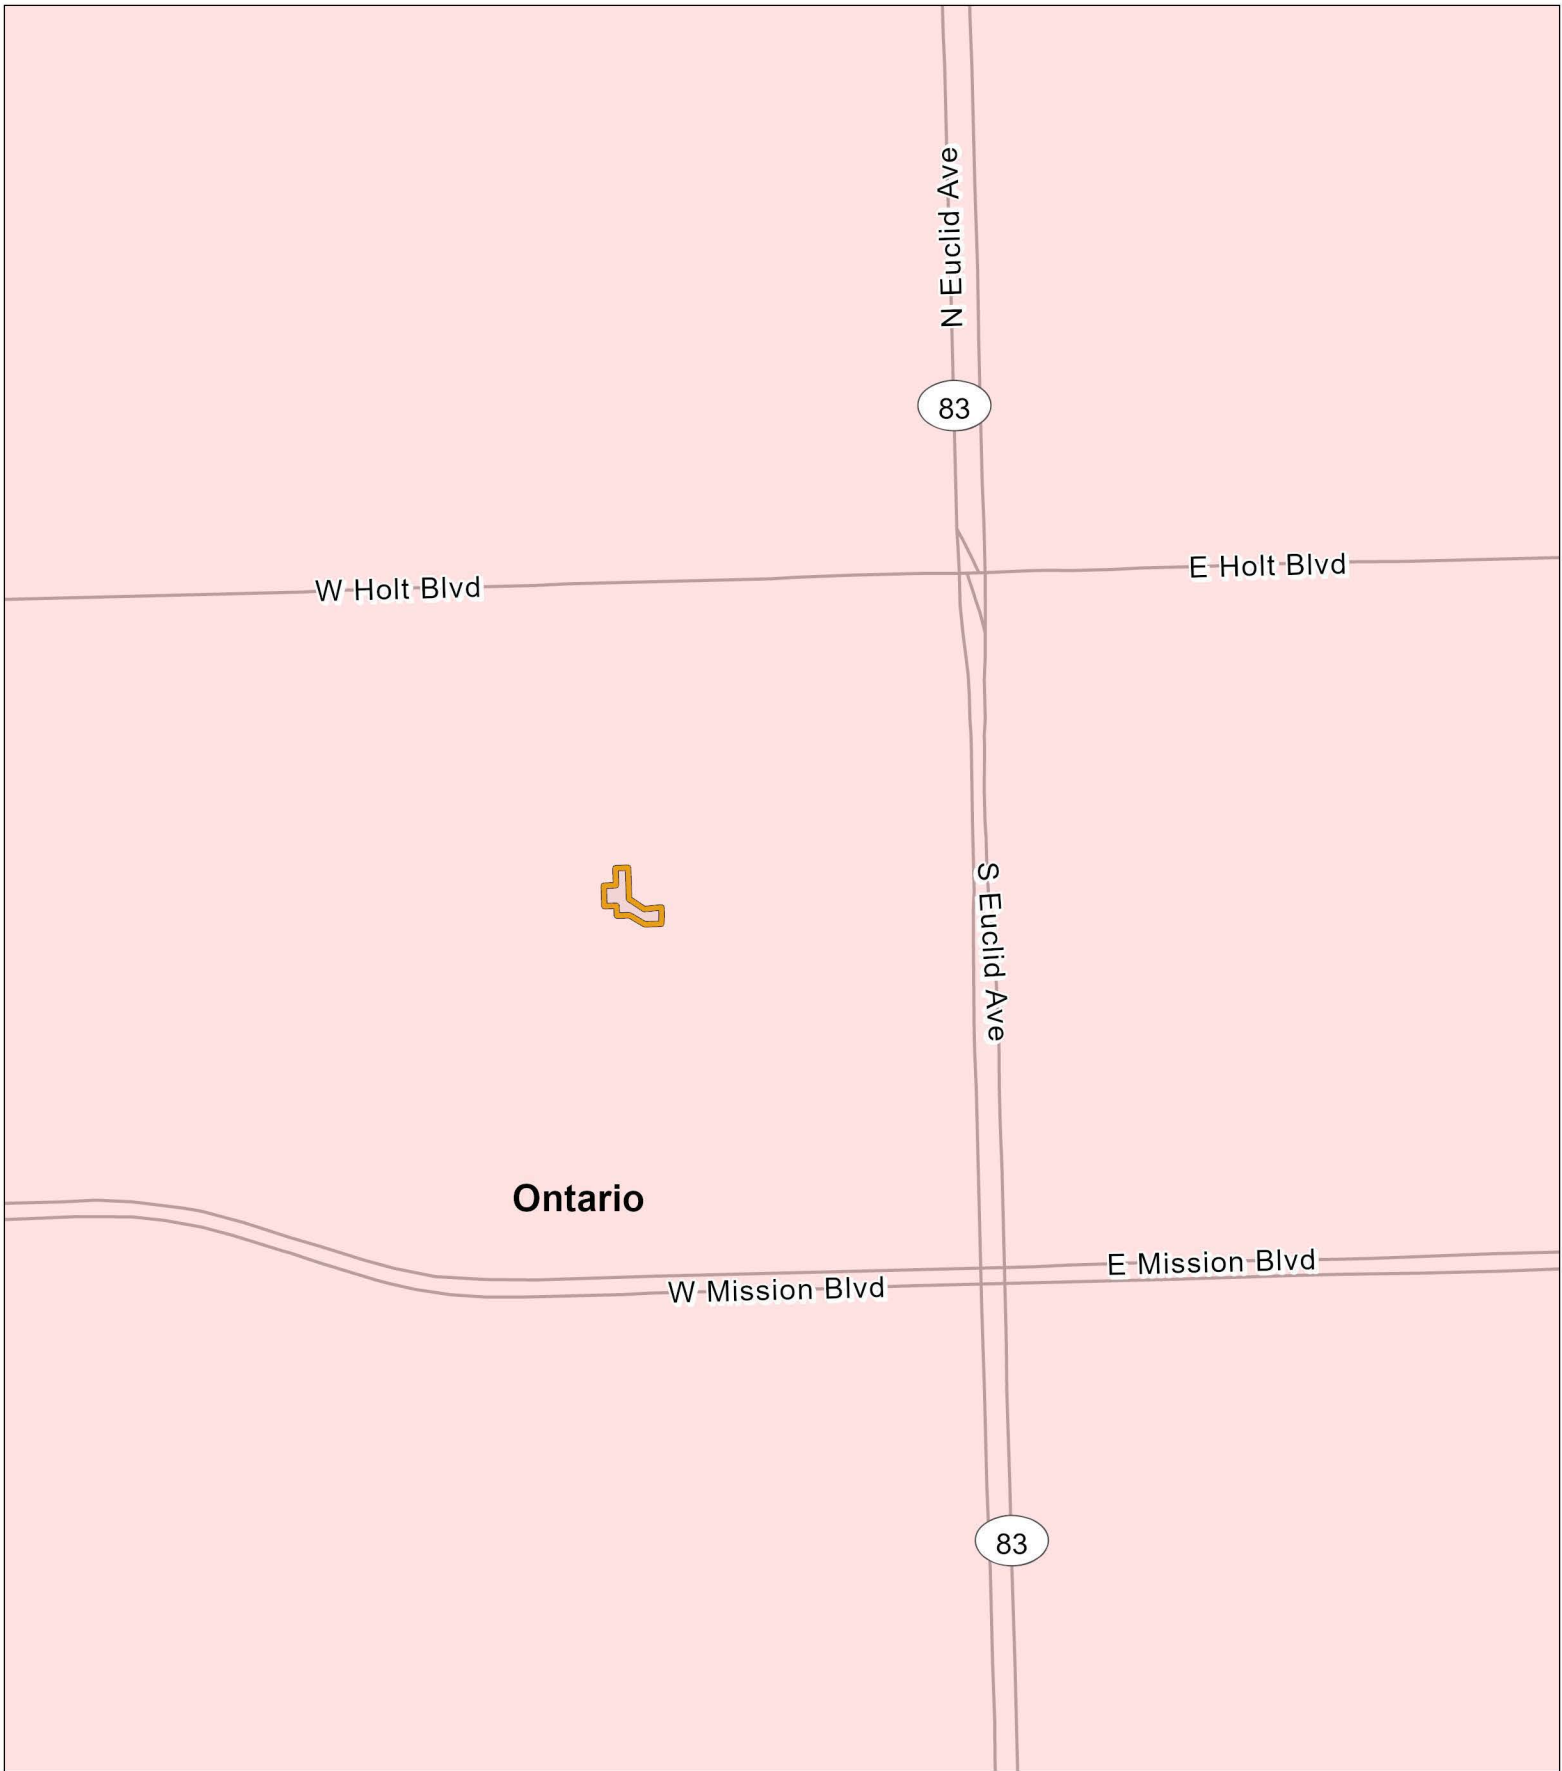 N Euclid Ave
83
W Holt Blvd
E Holt Blvd
S Euclid Ave
Ontario
E Mission Blvd
W Mission Blvd
83